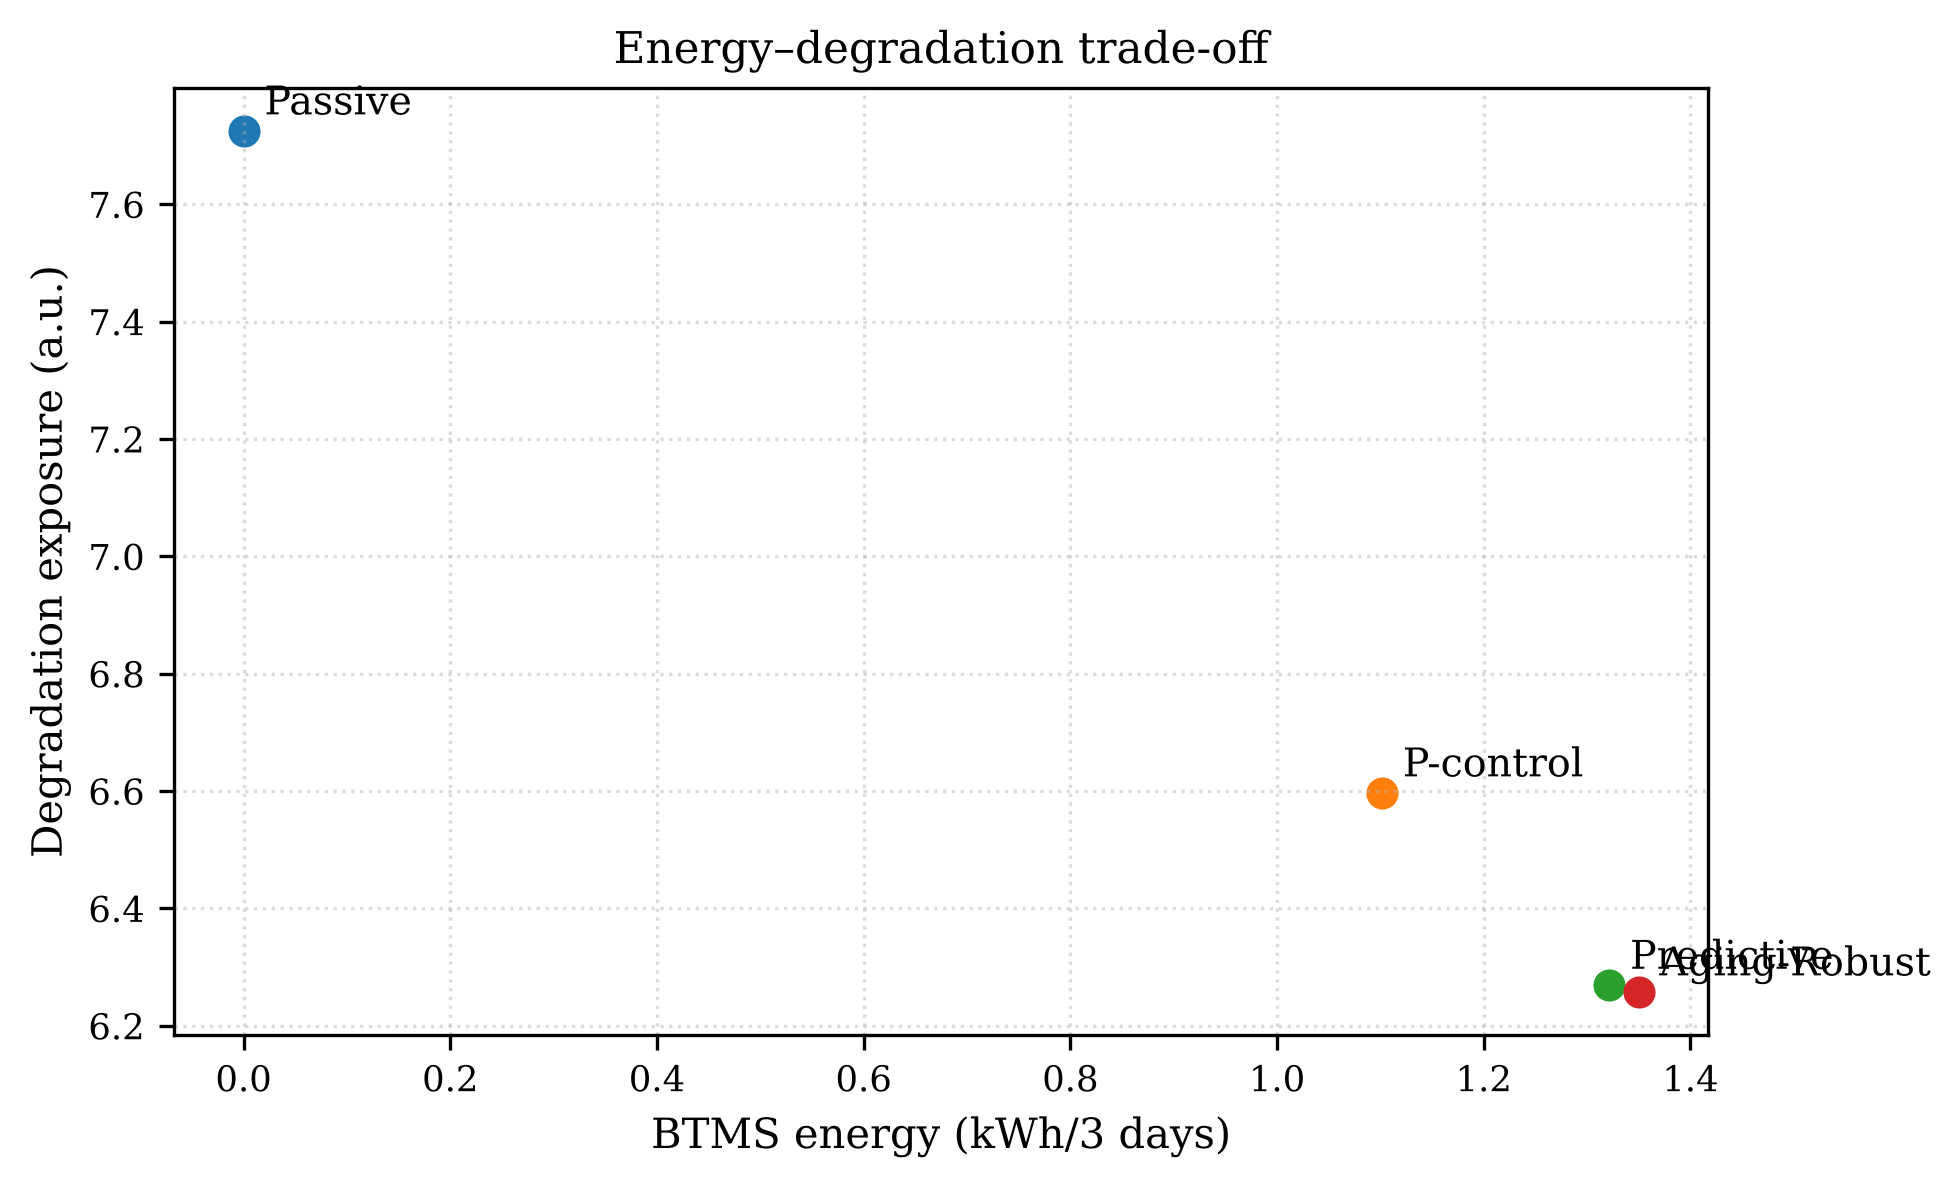 Energy–degradation trade-off
Passive
7.6
7.4
7.2
7.0
6.8
6.6
6.4
6.2
Degradation exposure (a.u.)
P-control
Predictive
Aging-Robust
0.0 0.2 0.4 0.6 0.8 1.0 1.2 1.4
BTMS energy (kWh/3 days)